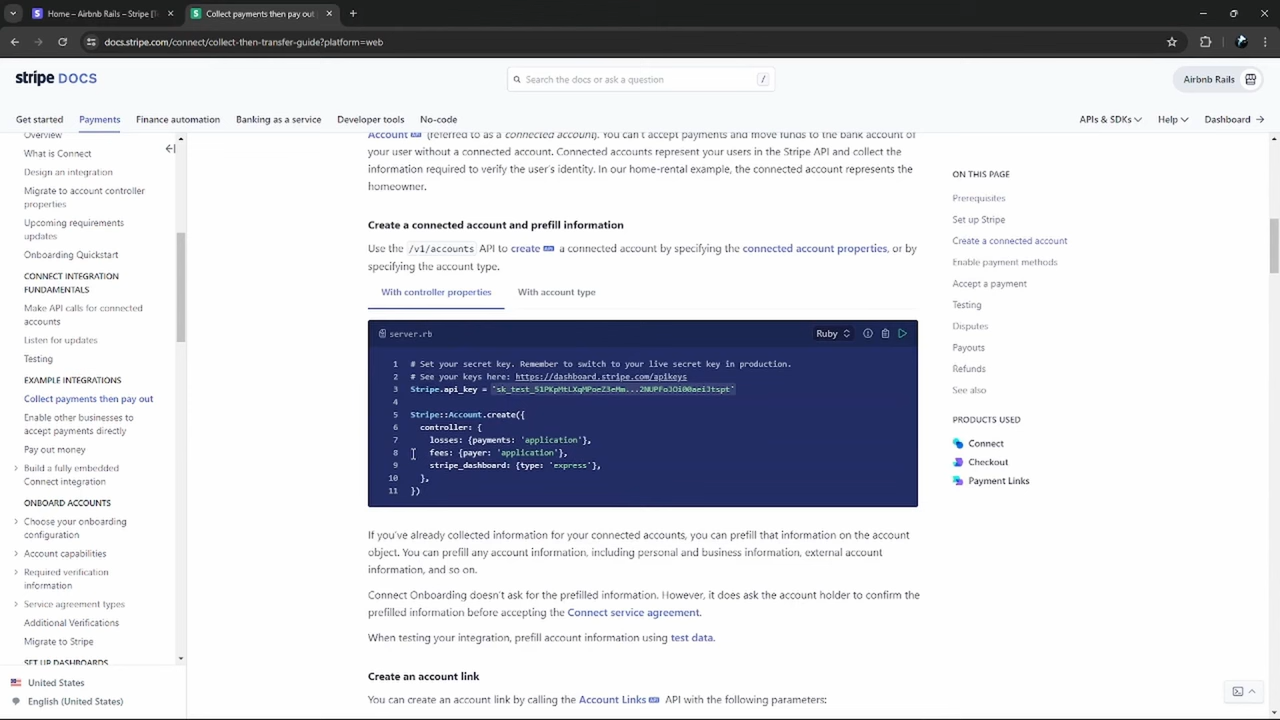 Home – Airbnb Rails – Stripe [T
Collect payments then pay out
docs.stripe.com/connect/collect-then-transfer-guide?platform=web
stripe DOCS
Search the docs or ask a question
/
Airbnb Rails
Get started
Payments
Finance automation
Banking as a service
Developer tools
No-code
APIs & SDKs
Help
Dashboard
Overview
What is Connect
Design an integration
Migrate to account controller
properties
Upcoming requirements
updates
Onboarding Quickstart
CONNECT INTEGRATION
FUNDAMENTALS
Make API calls for connected
accounts
Listen for updates
Testing
EXAMPLE INTEGRATIONS
Collect payments then pay out
Enable other businesses to
accept payments directly
Pay out money
Build a fully embedded
Connect integration
ONBOARD ACCOUNTS
Choose your onboarding
configuration
Account capabilities
Required verification
information
Service agreement types
Additional Verifications
Migrate to Stripe
SET UP DASHBOARDS
United States
English (United States)
Account (referred to as a connected account). You can't accept payments and move funds to the bank account of
your user without a connected account. Connected accounts represent your users in the Stripe API and collect the
information required to verify the user's identity. In our home-rental example, the connected account represents the
homeowner.
Create a connected account and prefill information
Use the /v1/accounts API to create a connected account by specifying the connected account properties, or by
specifying the account type.
With controller properties
With account type
server.rb
Ruby
1 # Set your secret key. Remember to switch to your live secret key in production.
2 # See your keys here: https://dashboard.stripe.com/apikeys
3 Stripe.api_key =
4
5 Stripe::Account.create({
6 controller: {
7 losses: {payments: 'application'},
8 fees: {payer: 'application'},
9 stripe_dashboard: {type: 'express'},
10 },
11 })
If you've already collected information for your connected accounts, you can prefill that information on the account
object. You can prefill any account information, including personal and business information, external account
information, and so on.
Connect Onboarding doesn't ask for the prefilled information. However, it does ask the account holder to confirm the
prefilled information before accepting the Connect service agreement.
When testing your integration, prefill account information using test data.
Create an account link
You can create an account link by calling the Account Links API with the following parameters:
ON THIS PAGE
Prerequisites
Set up Stripe
Create a connected account
Enable payment methods
Accept a payment
Testing
Disputes
Payouts
Refunds
See also
PRODUCTS USED
Connect
Checkout
Payment Links